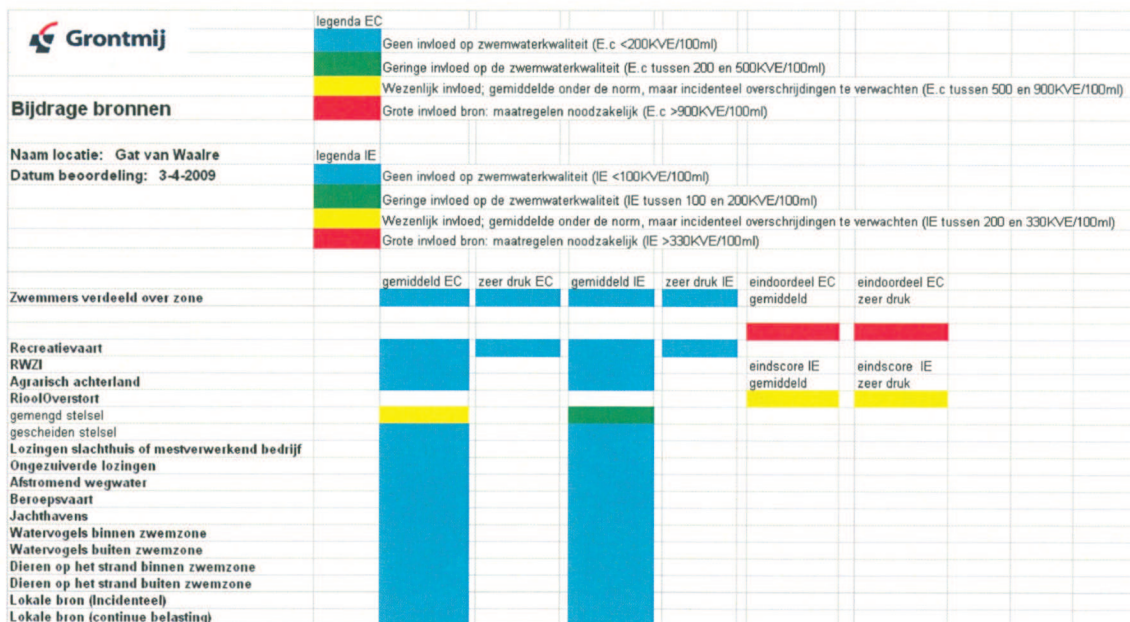 Grontmij
legenda EC
Geen invloed op zwemwaterkwaliteit (E.c <200KVE/100ml)
Geringe invloed op de zwemwaterkwaliteit (E.c tussen 200 en 500KVE/100ml)
Wezenlijk invloed; gemiddelde onder de norm, maar incidenteel overschrijdingen te verwachten (E.c tussen 500 en 900KVE/100ml)
Bijdrage bronnen
Grote invloed bron: maatregelen noodzakelijk (E.c >900KVE/100ml)
Naam locatie: Gat van Waalre
legenda IE
Datum beoordeling: 3-4-2009
Geen invloed op zwemwaterkwaliteit (IE <100KVE/100ml)
Geringe invloed op de zwemwaterkwaliteit (IE tussen 100 en 200KVE/100ml)
Wezenlijk invloed; gemiddelde onder de norm, maar incidenteel overschrijdingen te verwachten (IE tussen 200 en 330KVE/100ml)
Grote invloed bron: maatregelen noodzakelijk (IE >330KVE/100ml)
gemiddeld EC zeer druk EC gemiddeld IE zeer druk IE eindoordeel EC eindoordeel EC
Zwemmers verdeeld over zone gemiddeld zeer druk
Recreatievaart
RWZI eindscore IE eindscore IE
Agrarisch achterland gemiddeld zeer druk
RioolOverstort
gemengd stelsel
gescheiden stelsel
Lozingen slachthuis of mestverwerkend bedrijf
Ongezuiverde lozingen
Afstromend wegwater
Beroepsvaart
Jachthavens
Watervogels binnen zwemzone
Watervogels buiten zwemzone
Dieren op het strand binnen zwemzone
Dieren op het strand buiten zwemzone
Lokale bron (Incidenteel)
Lokale bron (continue belasting)